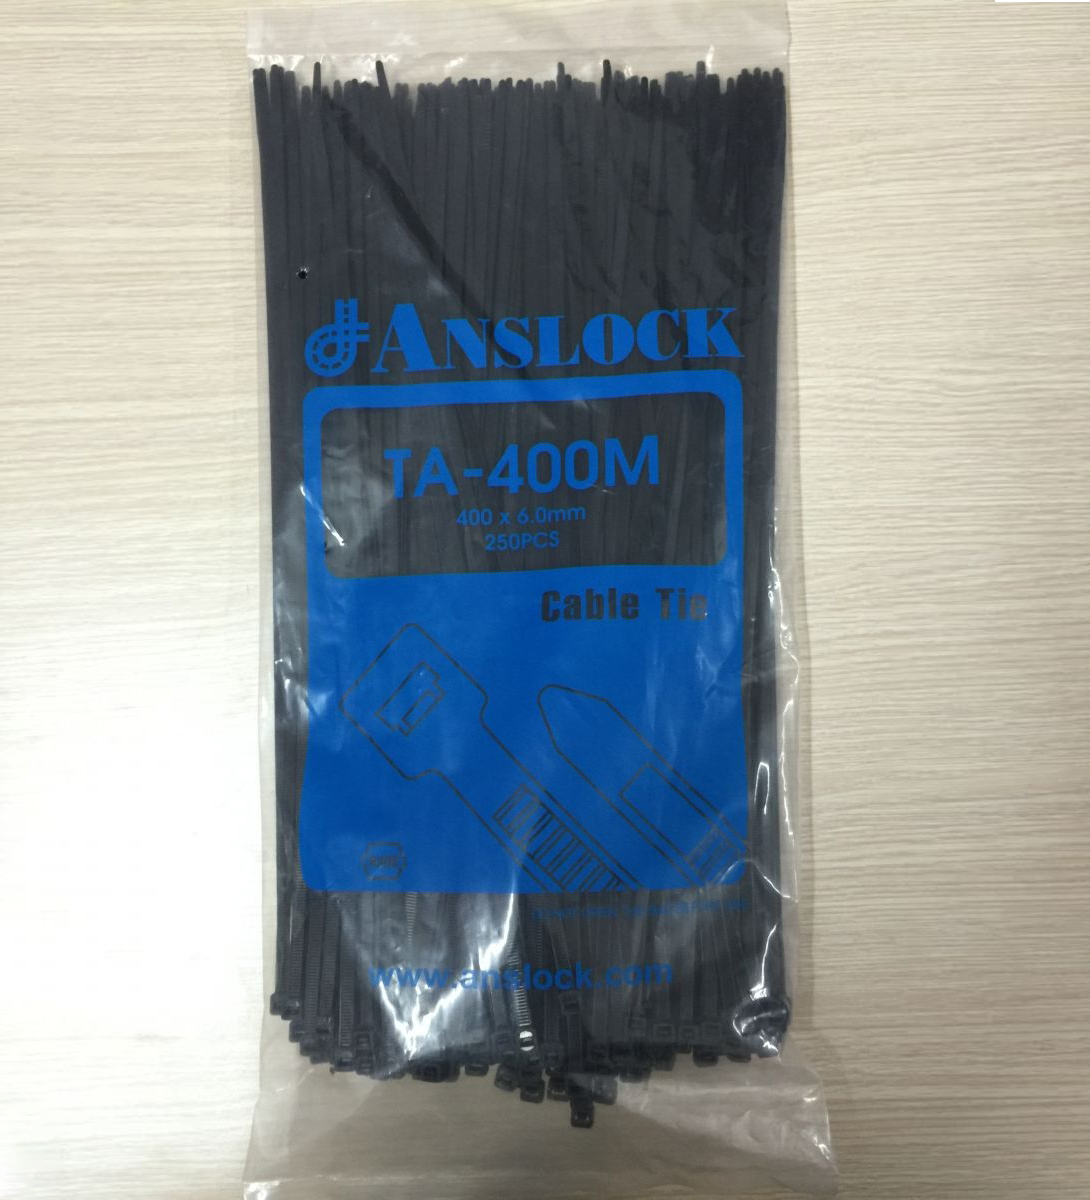 ANSLOCK
TA-400M
400 x 6.0mm
250PCS
Cable Tie
www.anslock.com